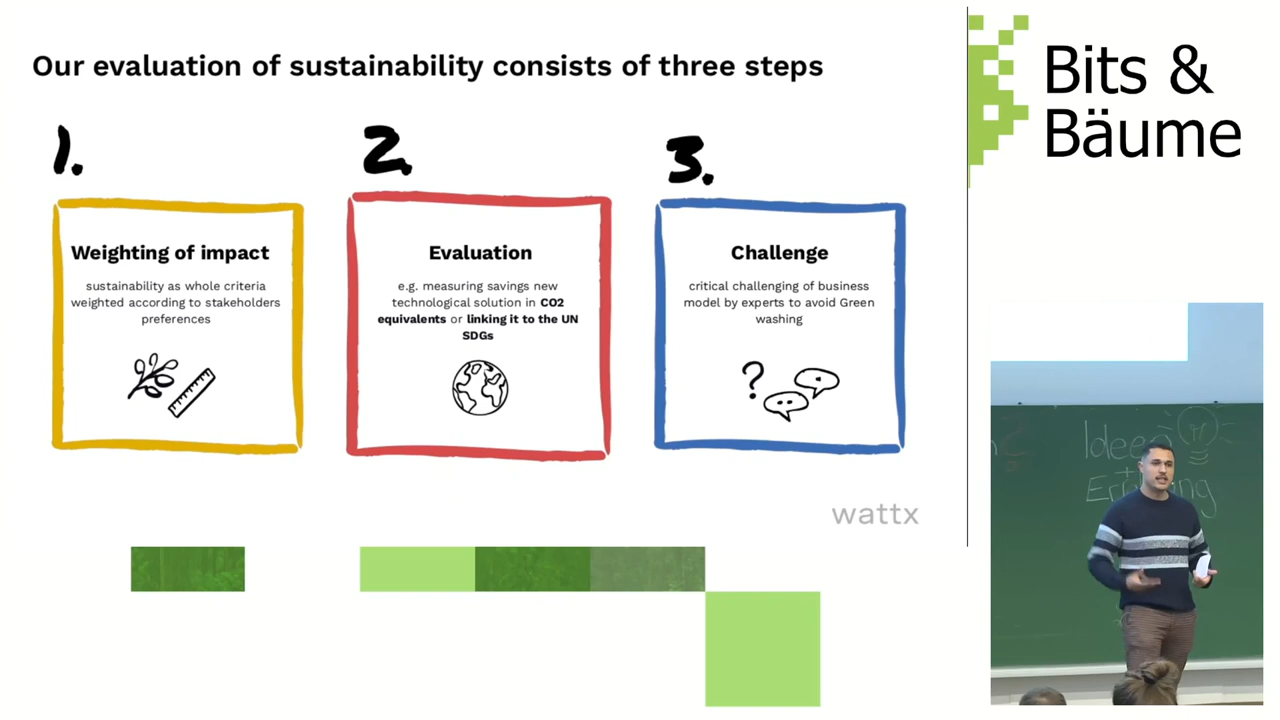 Our evaluation of sustainability consists of three steps
1.
2.
3.
Weighting of impact
sustainability as whole criteria
weighted according to stakeholders
preferences
Evaluation
e.g. measuring savings new
technological solution in CO2
equivalents or linking it to the UN
SDGs
Challenge
critical challenging of business
model by experts to avoid Green
washing
wattx
Bits &
Bäume